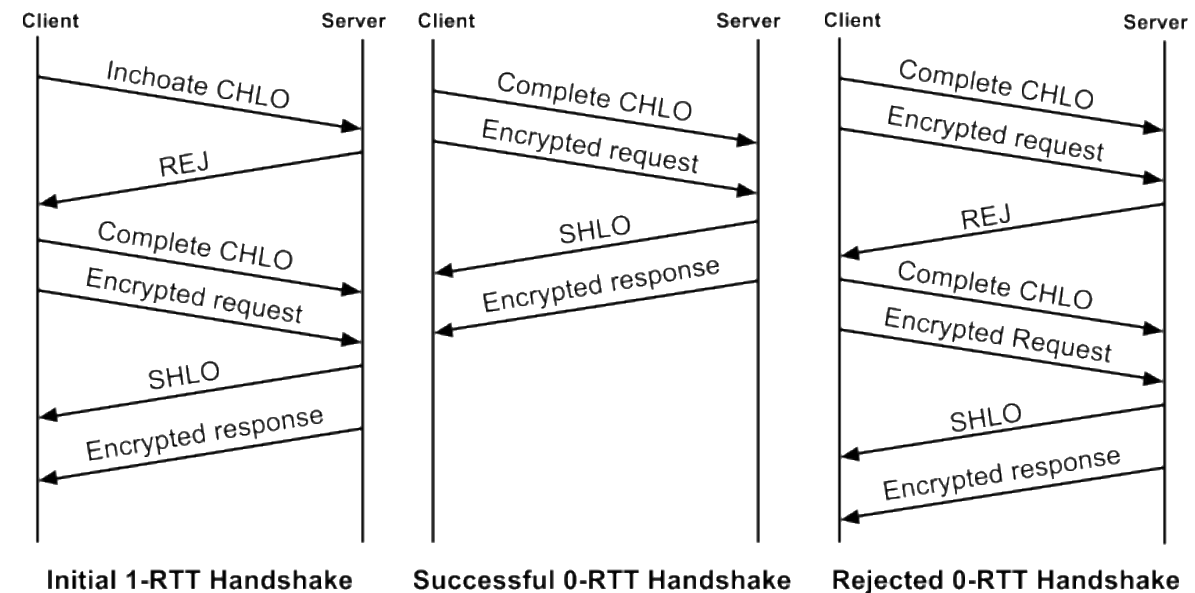 Client
Server
Inchoate CHLO
REJ
Complete CHLO
Encrypted request
SHLO
Encrypted response
Initial 1-RTT Handshake
Client
Server
Complete CHLO
Encrypted request
SHLO
Encrypted response
Successful 0-RTT Handshake
Client
Server
Complete CHLO
Encrypted request
REJ
Complete CHLO
Encrypted Request
SHLO
Encrypted response
Rejected 0-RTT Handshake